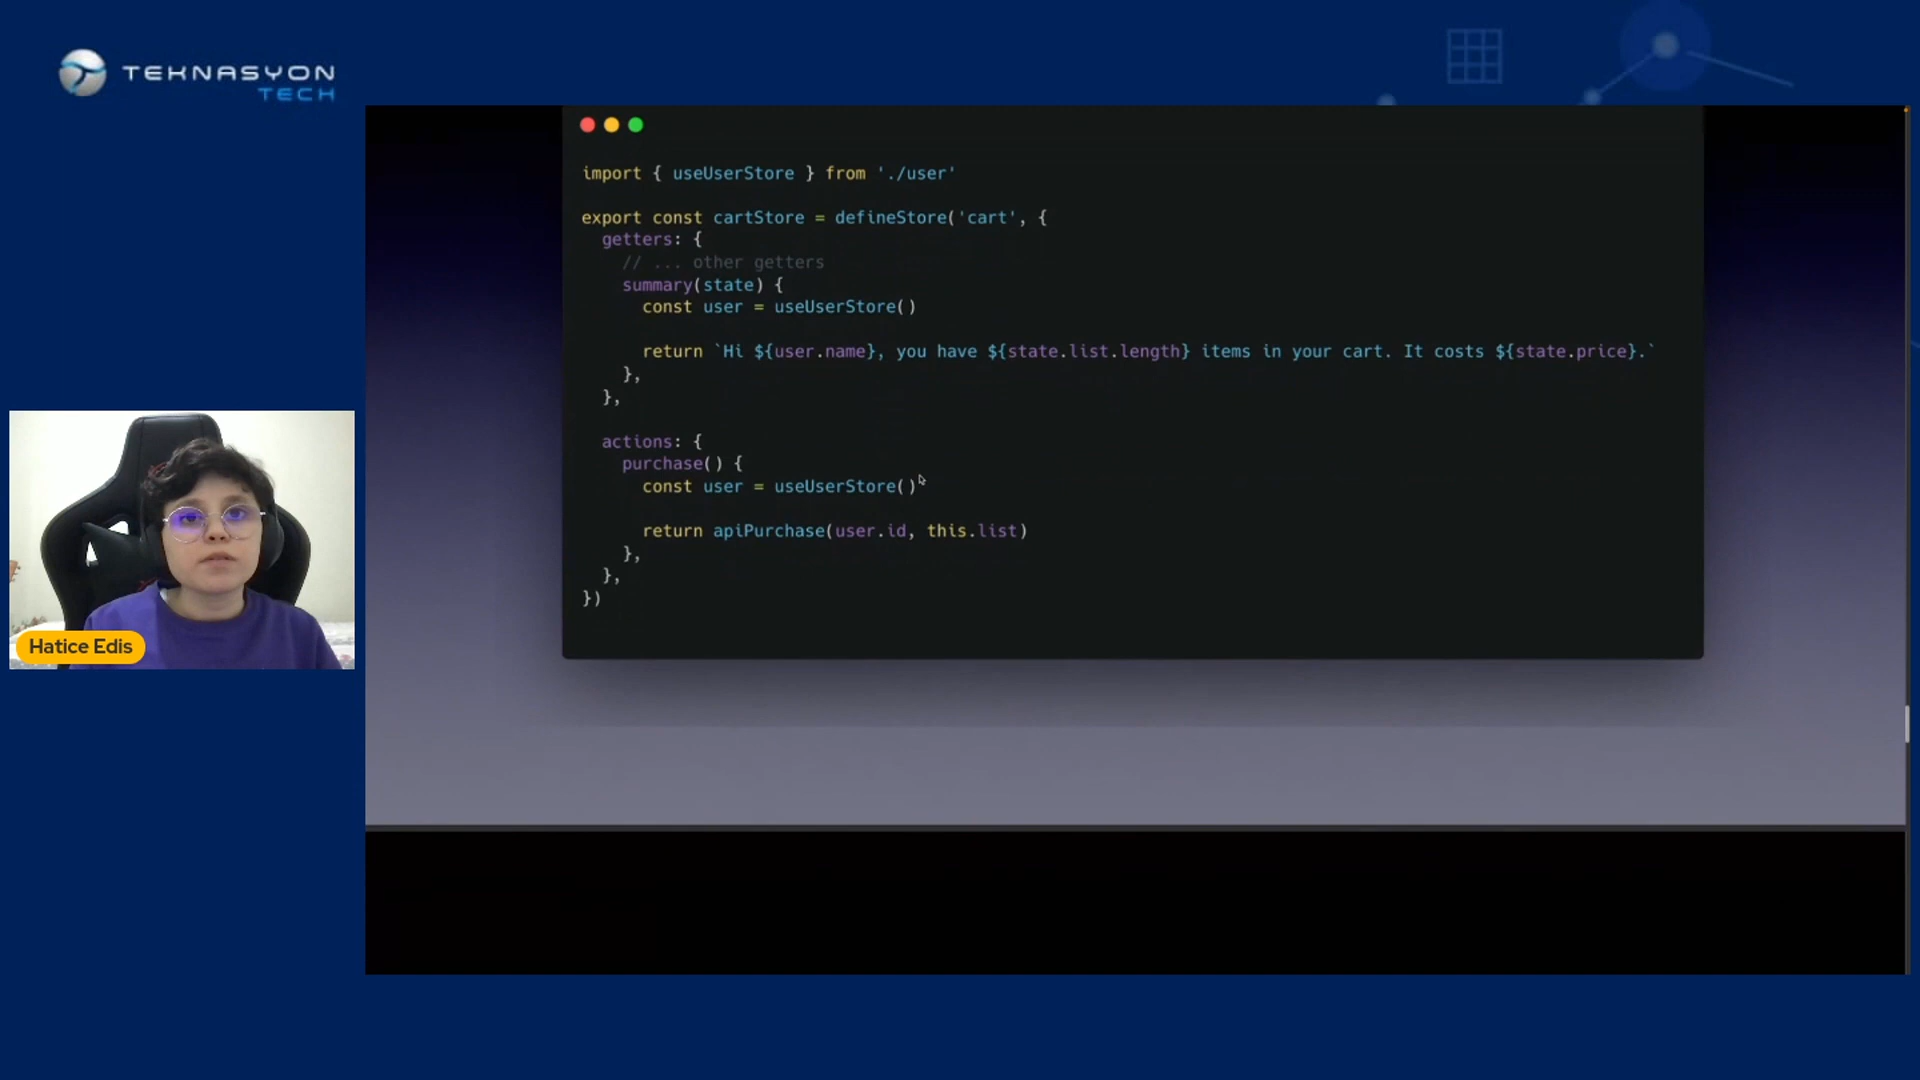 TEKNASYON
TECH
import { useUserStore } from './user'
export const cartStore = defineStore('cart', {
getters: {
// ... other getters
summary(state) {
const user = useUserStore()
return `Hi ${user.name}, you have ${state.list.length} items in your cart. It costs ${state.price}.`
},
},
actions: {
purchase() {
const user = useUserStore()
return apiPurchase(user.id, this.list)
},
},
})
Hatice Edis